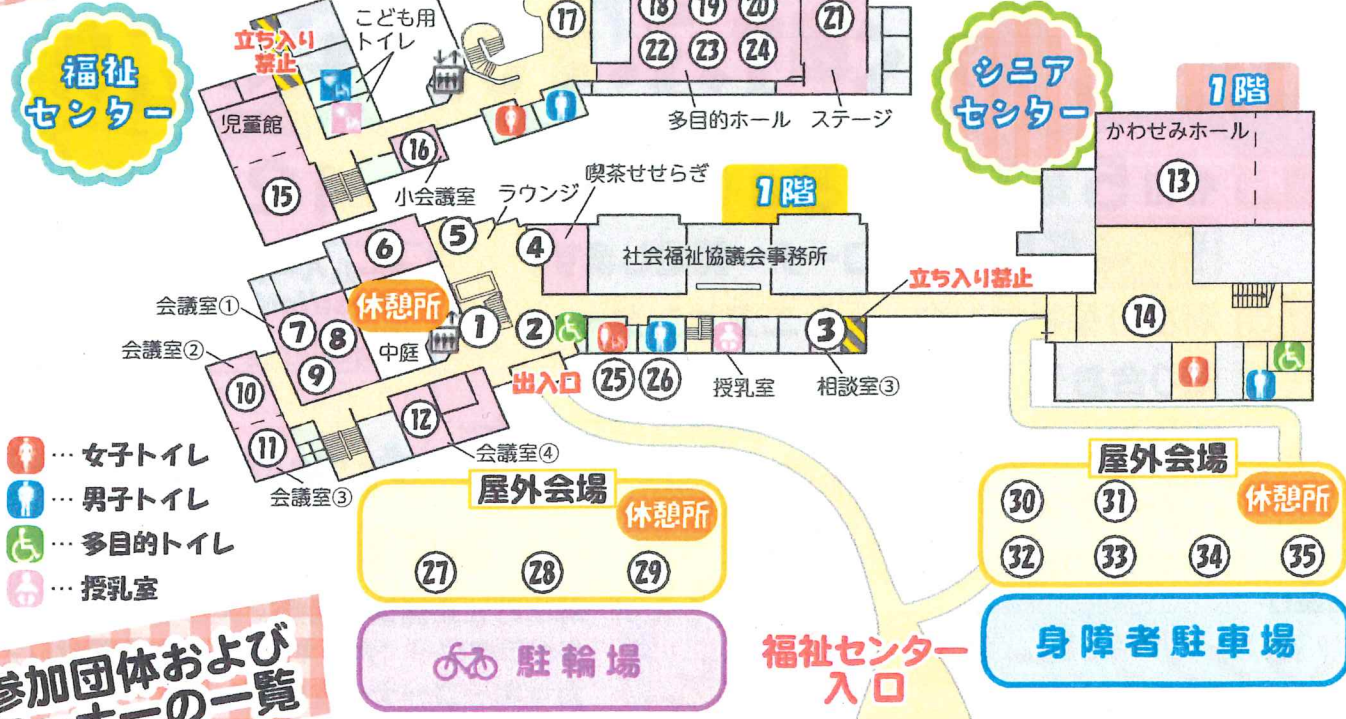 福祉
センター
立ち入り
禁止
こども用
トイレ
⑰
⑱ ⑲ ⑳
㉑
㉒ ㉓ ㉔
多目的ホール
ステージ
児童館
⑮
⑯
小会議室
シニア
センター
1階
かわせみホール
⑬
⑭
ラウンジ
喫茶せせらぎ
1階
社会福祉協議会事務所
立ち入り禁止
⑥
⑤
④
会議室①
休憩所
⑦ ⑧
⑨
中庭
①
②
③
会議室②
⑩
⑪
⑫
出入口
㉕ ㉖
授乳室
相談室③
会議室④
会議室③
… 女子トイレ
… 男子トイレ
… 多目的トイレ
… 授乳室
屋外会場
休憩所
㉗ ㉘ ㉙
駐輪場
屋外会場
休憩所
㉚ ㉛
㉜ ㉝ ㉞ ㉟
身障者駐車場
福祉センター
入口
参加団体および
ーの一覧